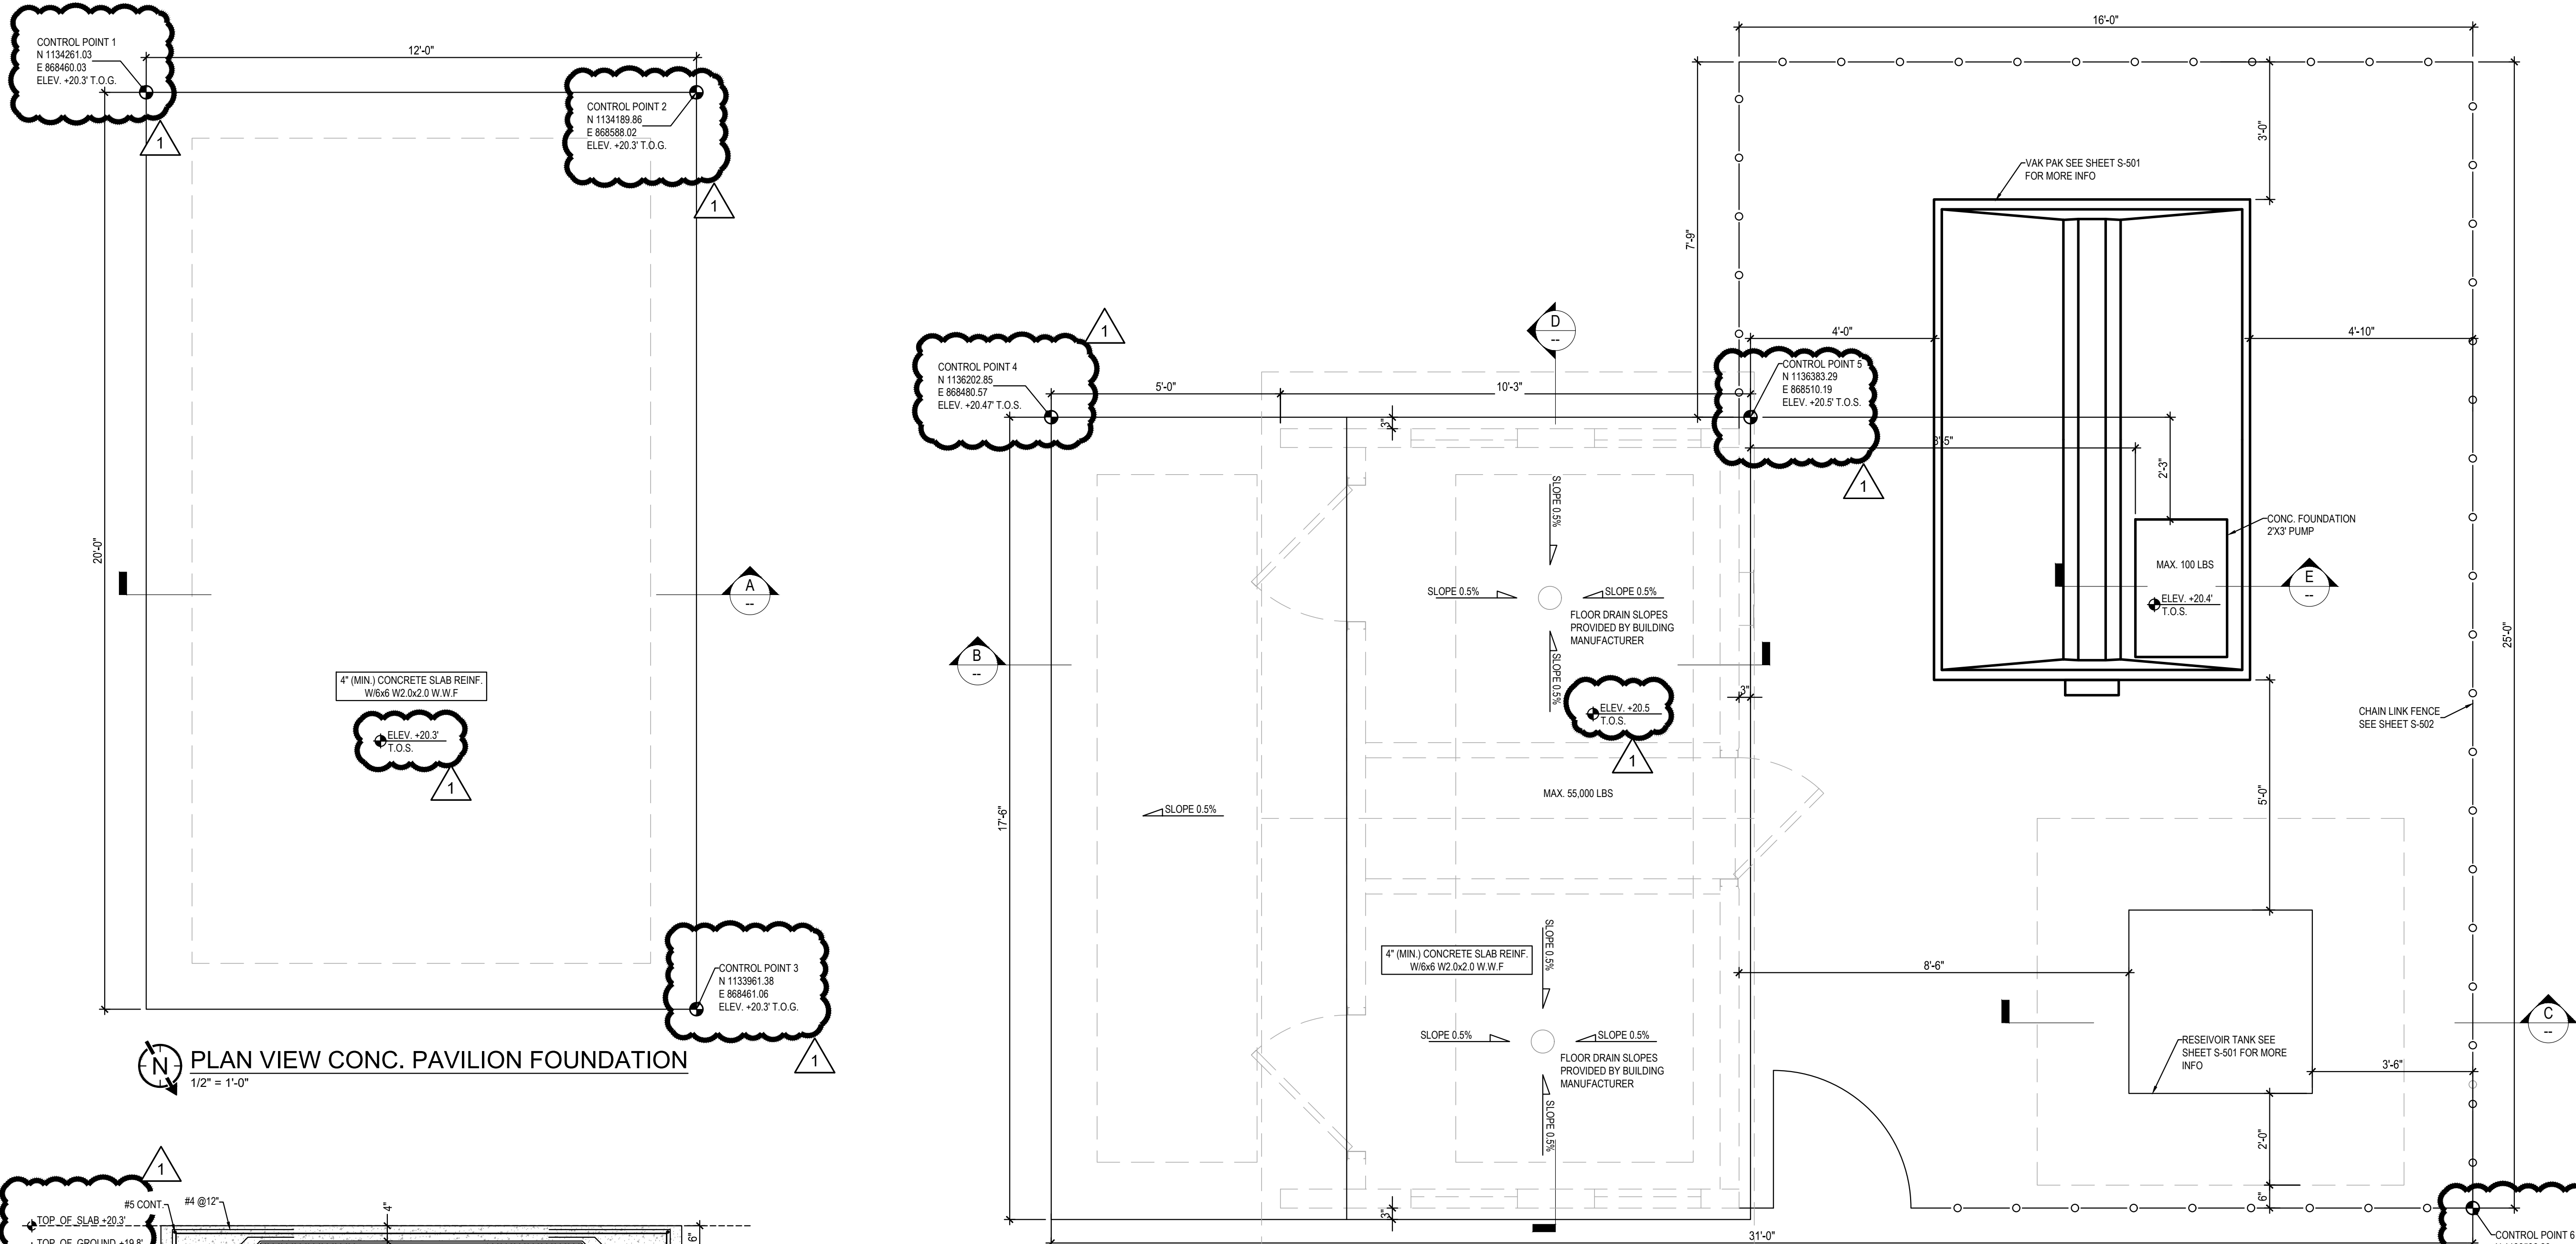 CONTROL POINT 1
N 1134261.03
E 868460.03
ELEV. +20.3' T.O.G.
1
12'-0"
CONTROL POINT 2
N 1134189.86
E 868588.02
ELEV. +20.3' T.O.G.
1
20'-0"
A
--
4" (MIN.) CONCRETE SLAB REINF.
W/6x6 W2.0x2.0 W.W.F
ELEV. +20.3'
T.O.S.
1
CONTROL POINT 3
N 1133961.38
E 868461.06
ELEV. +20.3' T.O.G.
1
N
PLAN VIEW CONC. PAVILION FOUNDATION
1/2" = 1'-0"
1
#5 CONT.
#4 @12"
4"
TOP OF SLAB +20.3'
TOP OF GROUND +19.8'
6"
16'-0"
7'-9"
3'-0"
VAK PAK SEE SHEET S-501
FOR MORE INFO
1
D
--
4'-0"
4'-10"
CONTROL POINT 4
N 1136202.85
E 868480.57
ELEV. +20.47' T.O.S.
5'-0"
10'-3"
CONTROL POINT 5
N 1136383.29
E 868510.19
ELEV. +20.5' T.O.S.
1
3"
8'-5"
2'-3"
SLOPE 0.5%
CONC. FOUNDATION
2'X3' PUMP
MAX. 100 LBS
E
--
ELEV. +20.4'
T.O.S.
SLOPE 0.5%
SLOPE 0.5%
FLOOR DRAIN SLOPES
PROVIDED BY BUILDING
MANUFACTURER
SLOPE 0.5%
B
--
25'-0"
3"
ELEV. +20.5
T.O.S.
1
CHAIN LINK FENCE
SEE SHEET S-502
MAX. 55,000 LBS
5'-0"
17'-6"
SLOPE 0.5%
4" (MIN.) CONCRETE SLAB REINF.
W/6x6 W2.0x2.0 W.W.F
SLOPE 0.5%
8'-6"
C
--
SLOPE 0.5%
SLOPE 0.5%
FLOOR DRAIN SLOPES
PROVIDED BY BUILDING
MANUFACTURER
SLOPE 0.5%
RESEIVOIR TANK SEE
SHEET S-501 FOR MORE
INFO
3'-6"
2'-0"
6"
3"
31'-0"
CONTROL POINT 6